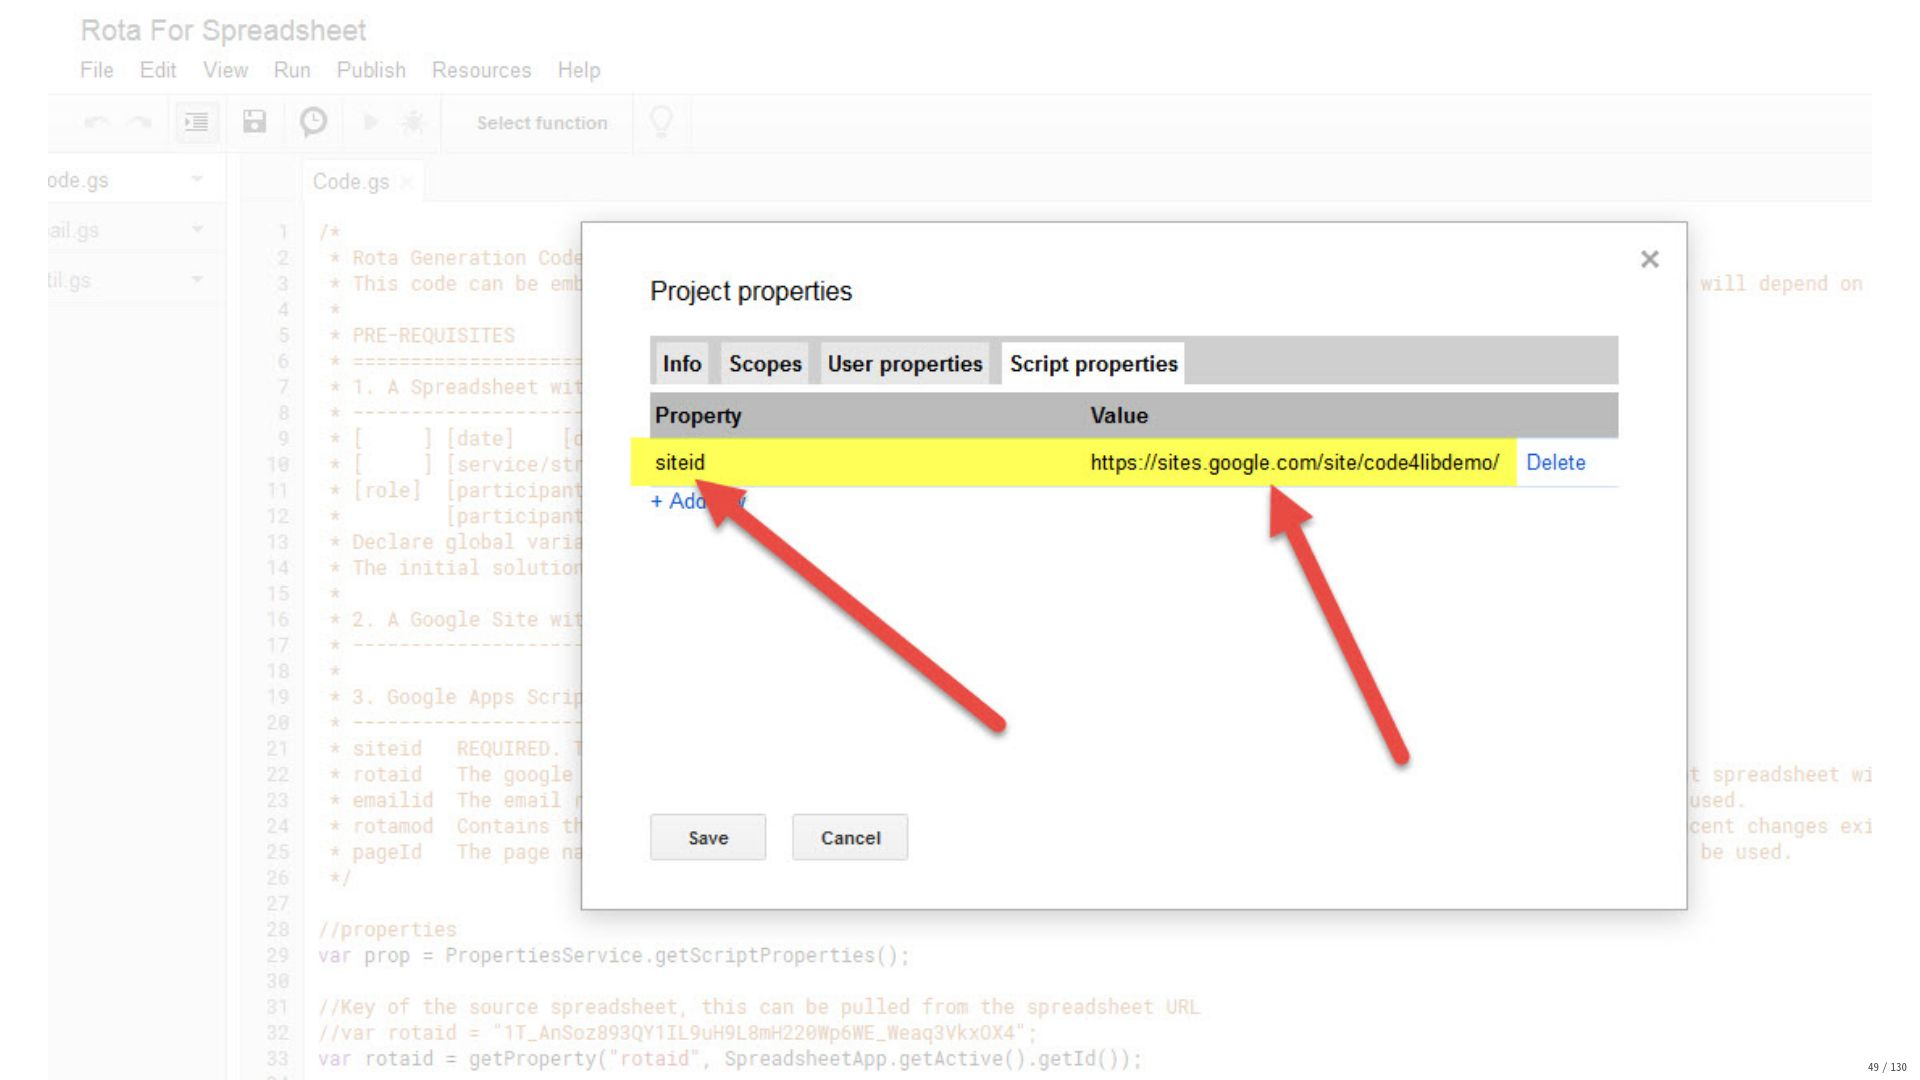 Rota For Spreadsheet
File Edit View Run Publish Resources Help
Select function
ode.gs
Code.gs
ail.gs
til.gs
1 /*
2 * Rota Generation Code
3 * This code can be emb will depend on
4 *
5 * PRE-REQUISITES
6 * ====================
7 * 1. A Spreadsheet wit
8 * --------------------
9 * [ ] [date] [d
10 * [ ] [service/str
11 * [role] [participant
12 * [participant
13 * Declare global varia
14 * The initial solution
15 *
16 * 2. A Google Site wit
17 * --------------------
18 *
19 * 3. Google Apps Scrip
20 * --------------------
21 * siteid REQUIRED. T
22 * rotaid The google t spreadsheet wi
23 * emailid The email used.
24 * rotamod Contains th cent changes exi
25 * pageId The page na be used.
26 */
27
28 //properties
29 var prop = PropertiesService.getScriptProperties();
30
31 //Key of the source spreadsheet, this can be pulled from the spreadsheet URL
32 //var rotaid = "1T_AnSoz893QY1IL9uH9L8mH220Wp6WE_Weaq3VkxOX4";
33 var rotaid = getProperty("rotaid", SpreadsheetApp.getActive().getId());
Project properties
Info Scopes User properties Script properties
Property Value
siteid https://sites.google.com/site/code4libdemo/ Delete
+ Add
Save Cancel
49 / 130